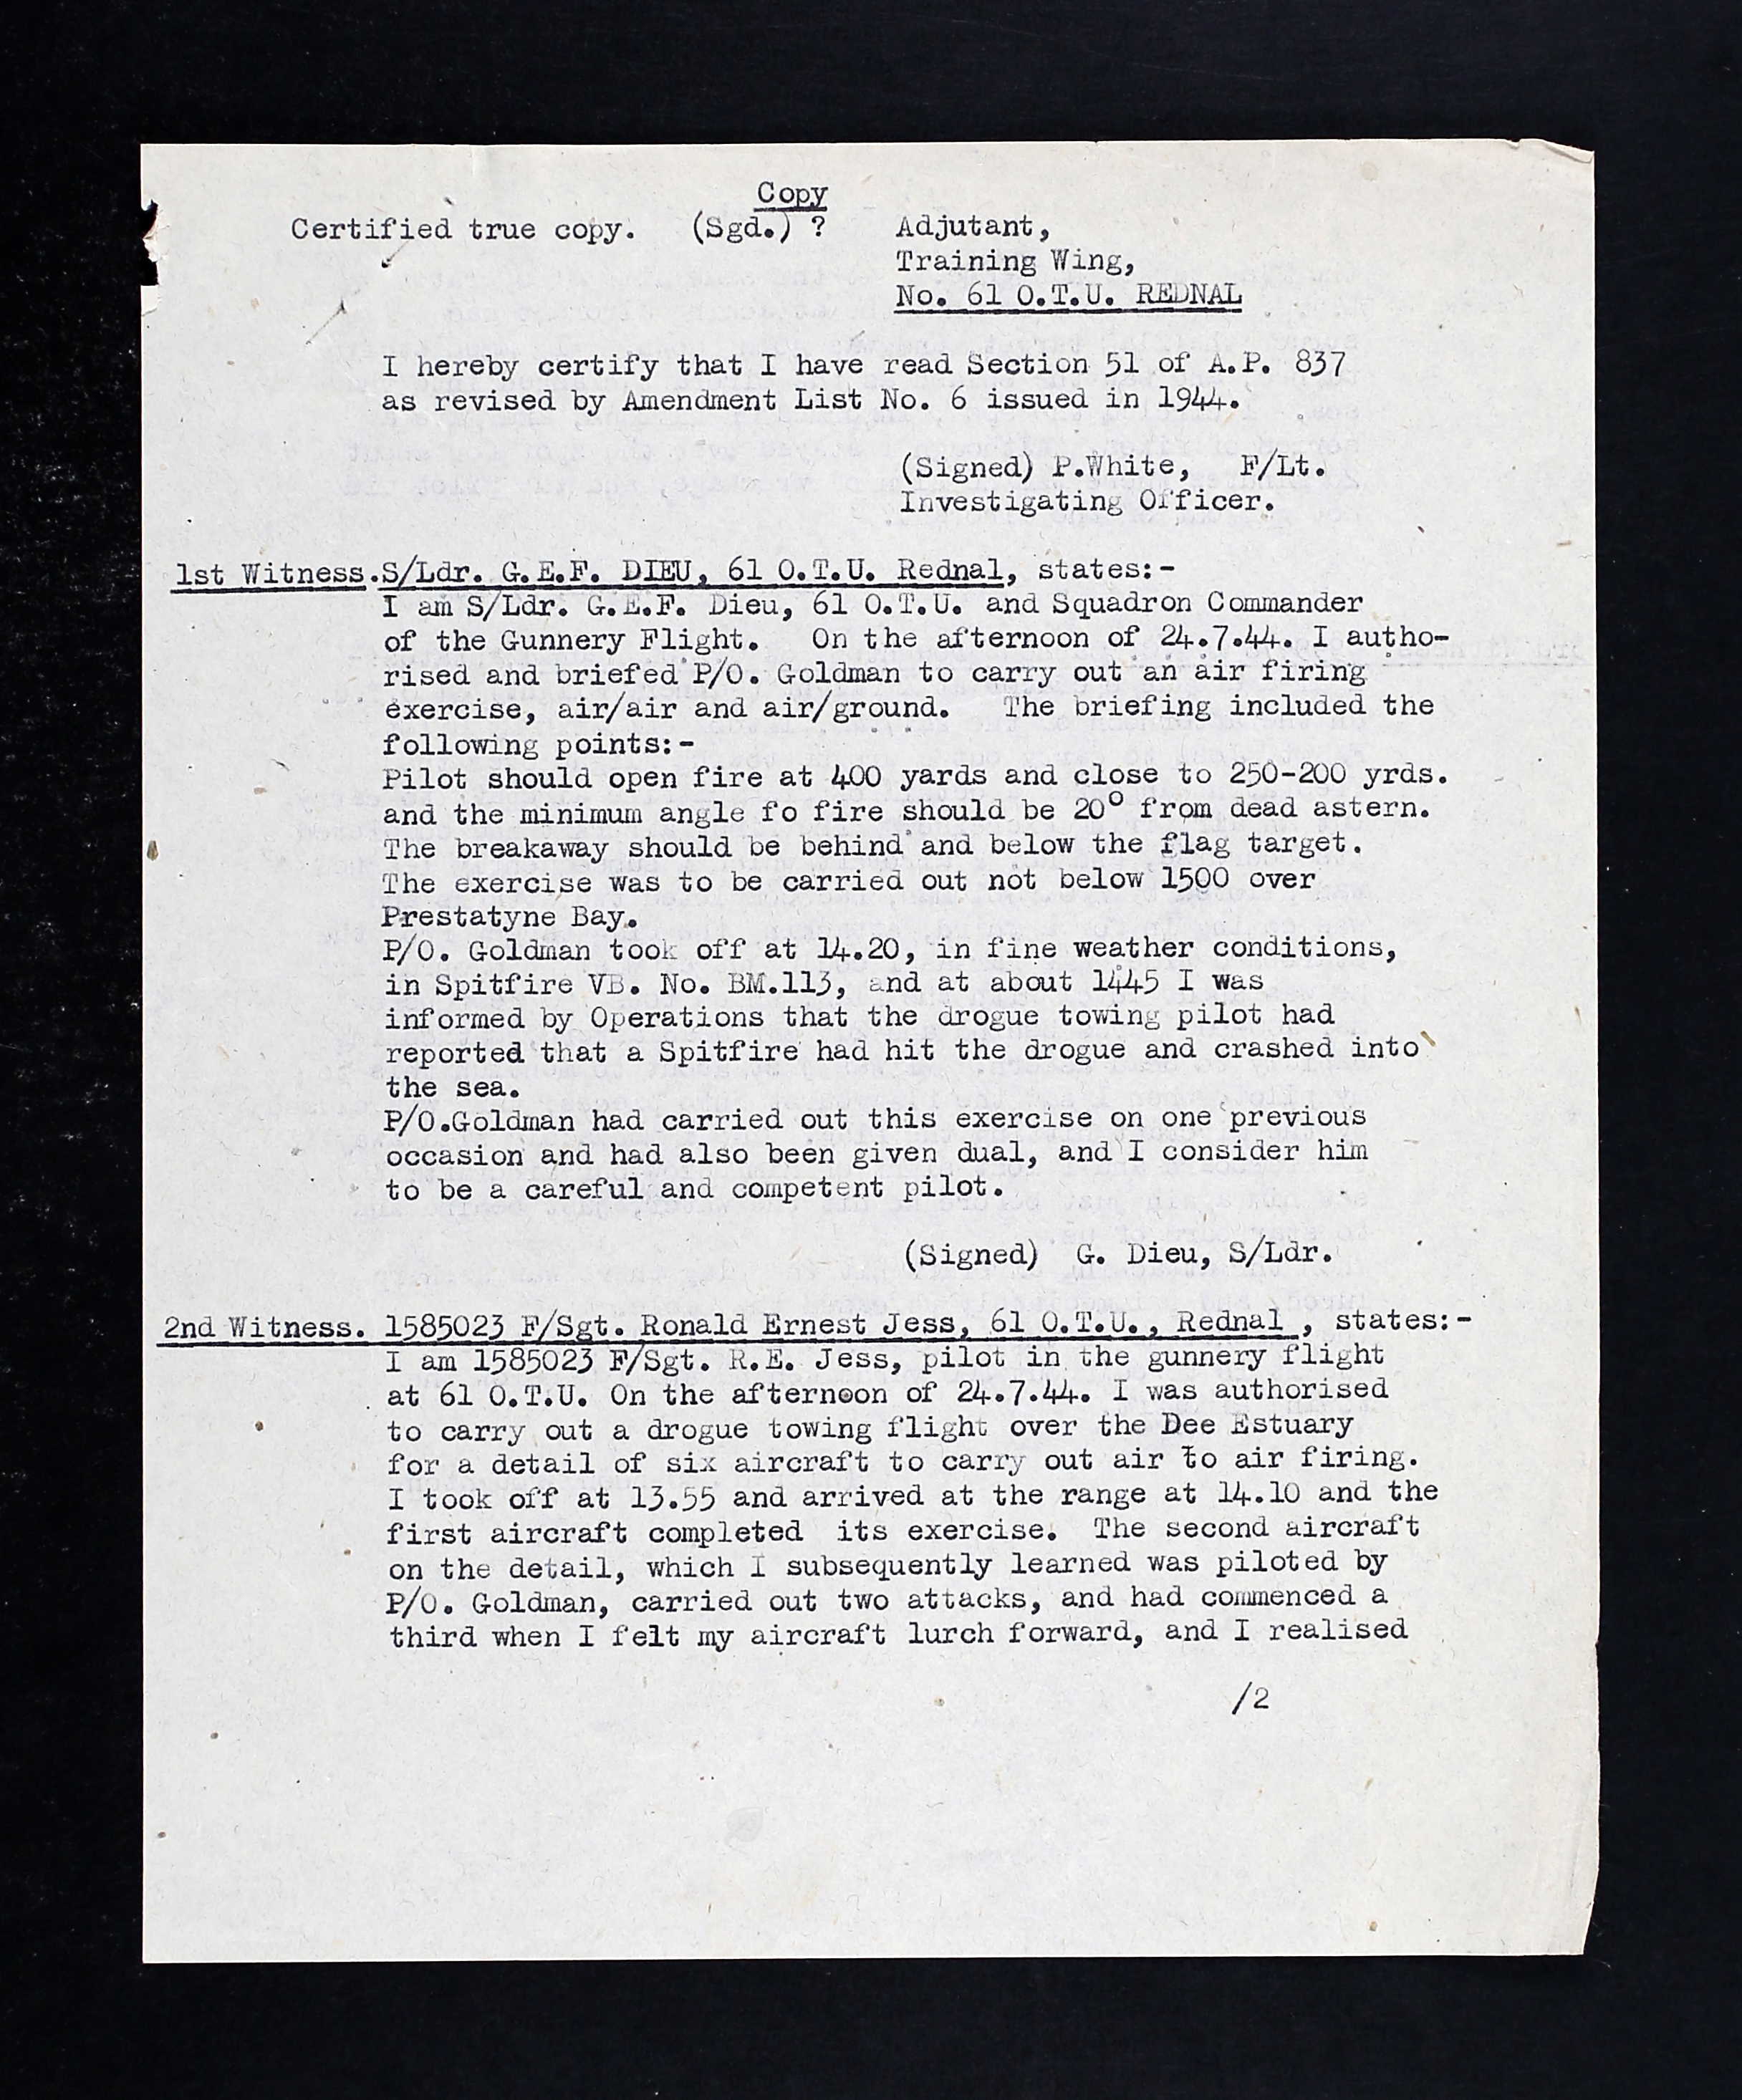 Copy
Certified true copy. (Sgd.) ? Adjutant,
Training Wing,
No. 61 O.T.U. REDNAL
I hereby certify that I have read Section 51 of A.P. 837
as revised by Amendment List No. 6 issued in 1944.
(Signed) P.White, F/Lt.
Investigating Officer.
1st Witness. S/Ldr. G.E.F. DIEU, 61 O.T.U. Rednal, states:-
I am S/Ldr. G.E.F. Dieu, 61 O.T.U. and Squadron Commander
of the Gunnery Flight. On the afternoon of 24.7.44. I autho-
rised and briefed P/O. Goldman to carry out an air firing
exercise, air/air and air/ground. The briefing included the
following points:-
Pilot should open fire at 400 yards and close to 250-200 yrds.
and the minimum angle fo fire should be 20° from dead astern.
The breakaway should be behind and below the flag target.
The exercise was to be carried out not below 1500 over
Prestatyne Bay.
P/O. Goldman took off at 14.20, in fine weather conditions,
in Spitfire VB. No. BM.113, and at about 1445 I was
informed by Operations that the drogue towing pilot had
reported that a Spitfire had hit the drogue and crashed into
the sea.
P/O.Goldman had carried out this exercise on one previous
occasion and had also been given dual, and I consider him
to be a careful and competent pilot.
(Signed) G. Dieu, S/Ldr.
2nd Witness. 1585023 F/Sgt. Ronald Ernest Jess, 61 O.T.U., Rednal , states:-
I am 1585023 F/Sgt. R.E. Jess, pilot in the gunnery flight
at 61 O.T.U. On the afternoon of 24.7.44. I was authorised
to carry out a drogue towing flight over the Dee Estuary
for a detail of six aircraft to carry out air to air firing.
I took off at 13.55 and arrived at the range at 14.10 and the
first aircraft completed its exercise. The second aircraft
on the detail, which I subsequently learned was piloted by
P/O. Goldman, carried out two attacks, and had commenced a
third when I felt my aircraft lurch forward, and I realised
/2